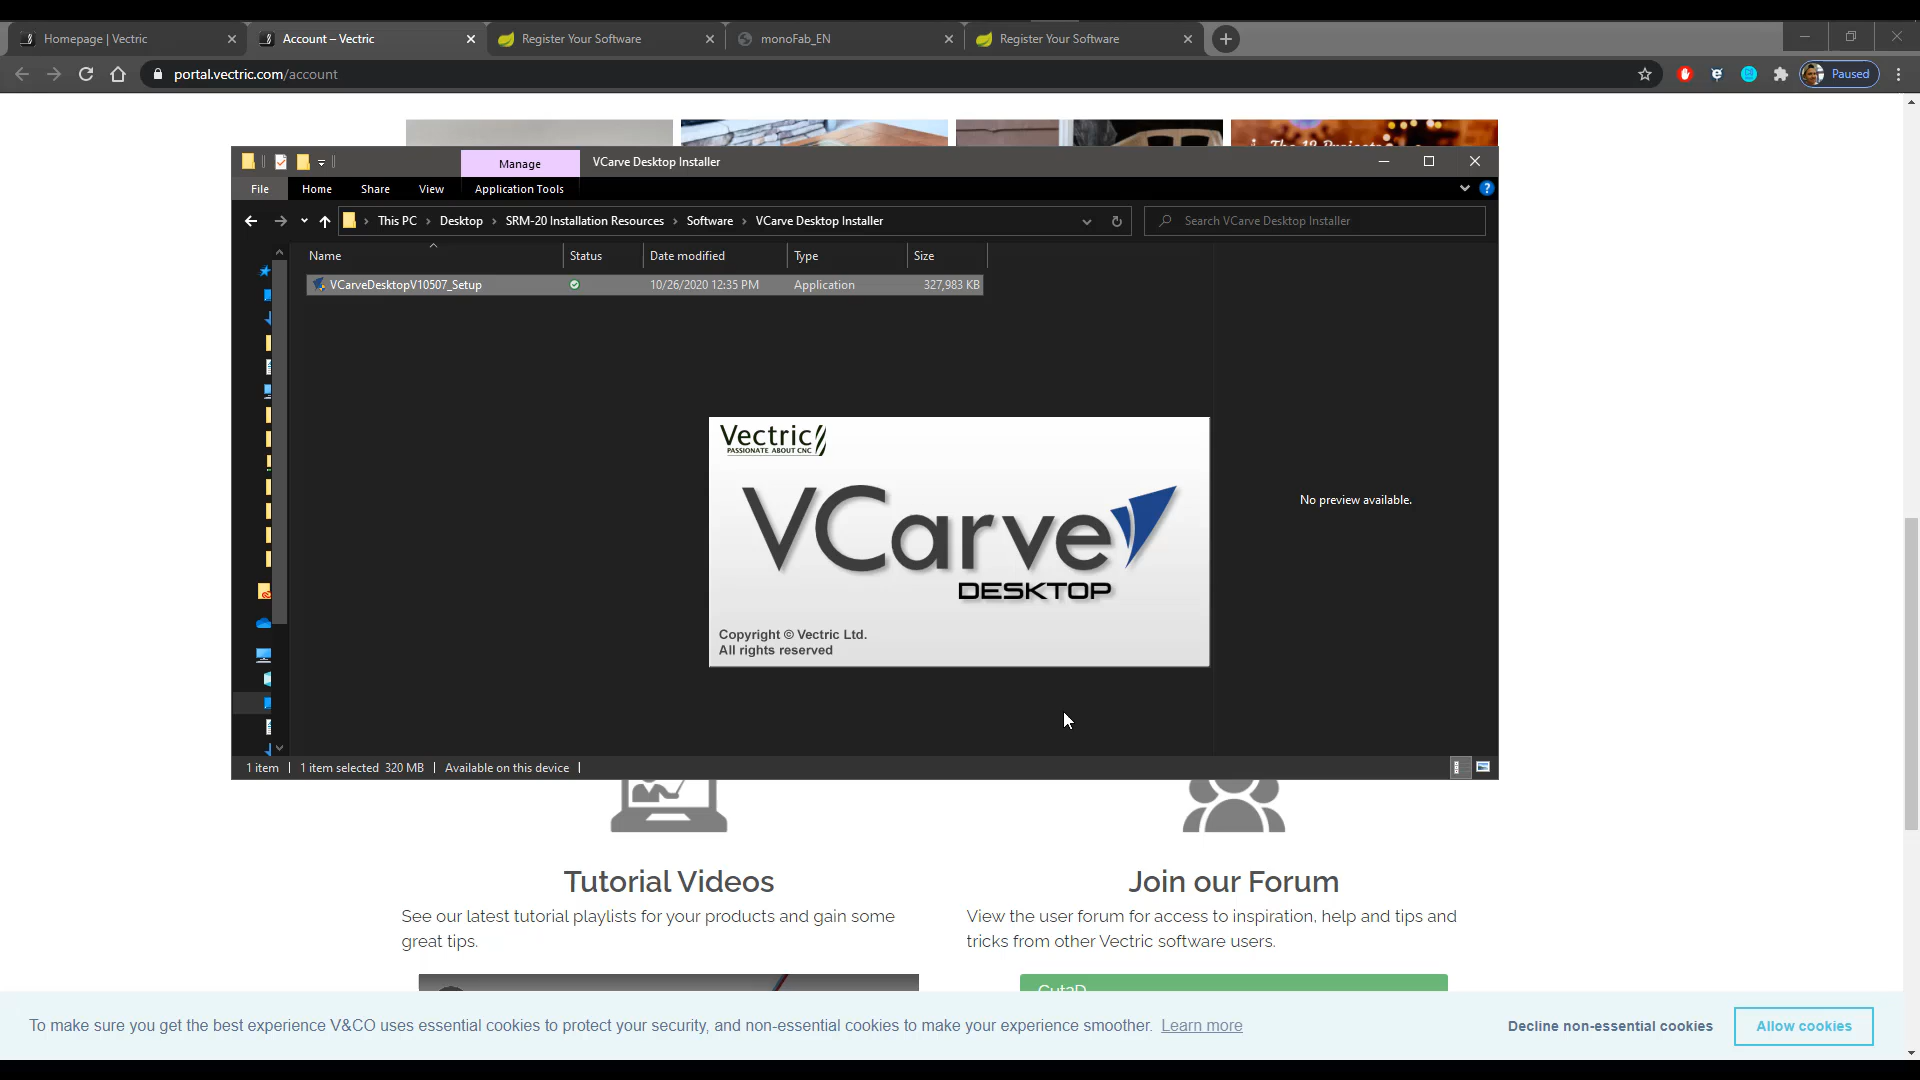 Homepage | Vectric
Account – Vectric
Register Your Software
monoFab_EN
Register Your Software
portal.vectric.com/account
Paused
The 12 Projects
Manage
VCarve Desktop Installer
File
Home
Share
View
Application Tools
This PC
Desktop
SRM-20 Installation Resources
Software
VCarve Desktop Installer
Search VCarve Desktop Installer
Name
Status
Date modified
Type
Size
VCarveDesktopV10507_Setup
10/26/2020 12:35 PM
Application
327,983 KB
Vectric
PASSIONATE ABOUT CNC
VCarve
DESKTOP
Copyright © Vectric Ltd.
All rights reserved
No preview available.
1 item
1 item selected 320 MB
Available on this device
Tutorial Videos
See our latest tutorial playlists for your products and gain some
great tips.
Join our Forum
View the user forum for access to inspiration, help and tips and
tricks from other Vectric software users.
Cut2D
To make sure you get the best experience V&CO uses essential cookies to protect your security, and non-essential cookies to make your experience smoother. Learn more
Decline non-essential cookies
Allow cookies